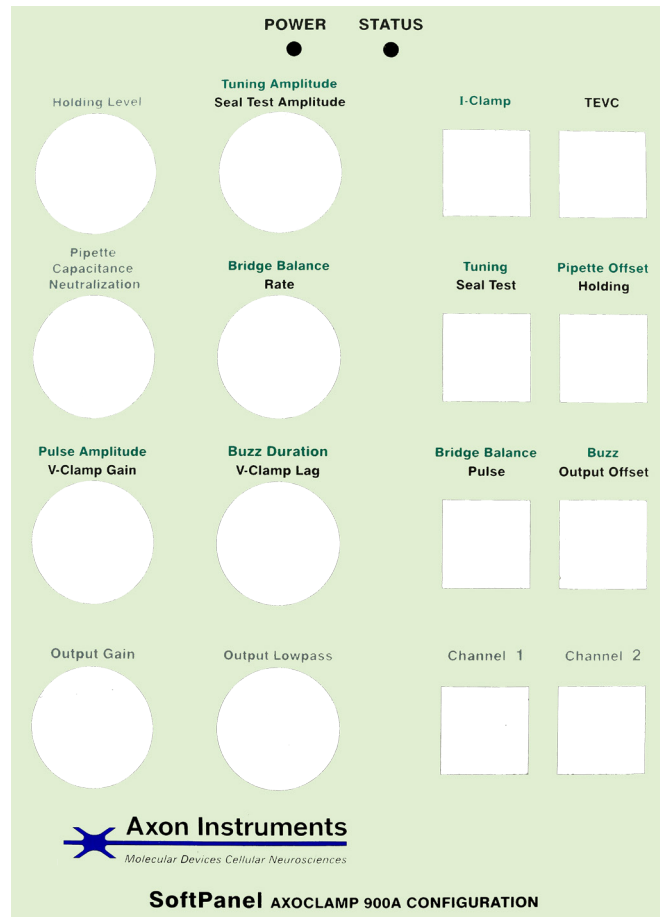 POWER STATUS
Holding Level
Tuning Amplitude
Seal Test Amplitude
I-Clamp
TEVC
Pipette
Capacitance
Neutralization
Bridge Balance
Rate
Tuning
Seal Test
Pipette Offset
Holding
Pulse Amplitude
V-Clamp Gain
Buzz Duration
V-Clamp Lag
Bridge Balance
Pulse
Buzz
Output Offset
Output Gain
Output Lowpass
Channel 1
Channel 2
Axon Instruments
Molecular Devices Cellular Neurosciences
SoftPanel AXOCLAMP 900A CONFIGURATION